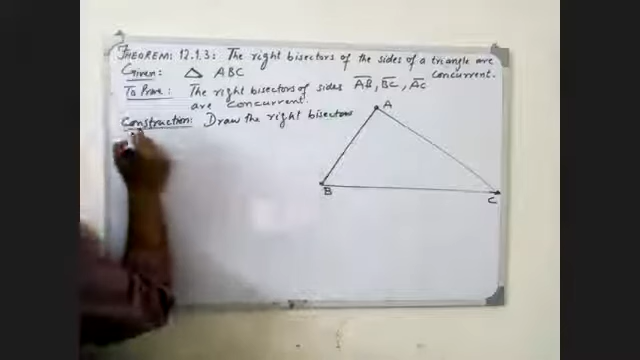 THEOREM: 12.1.3: The right bisectors of the sides of a triangle are concurrent.
Given: △ ABC
To Prove: The right bisectors of sides AB, BC, AC are concurrent.
Construction: Draw the right bisectors
A
B
C